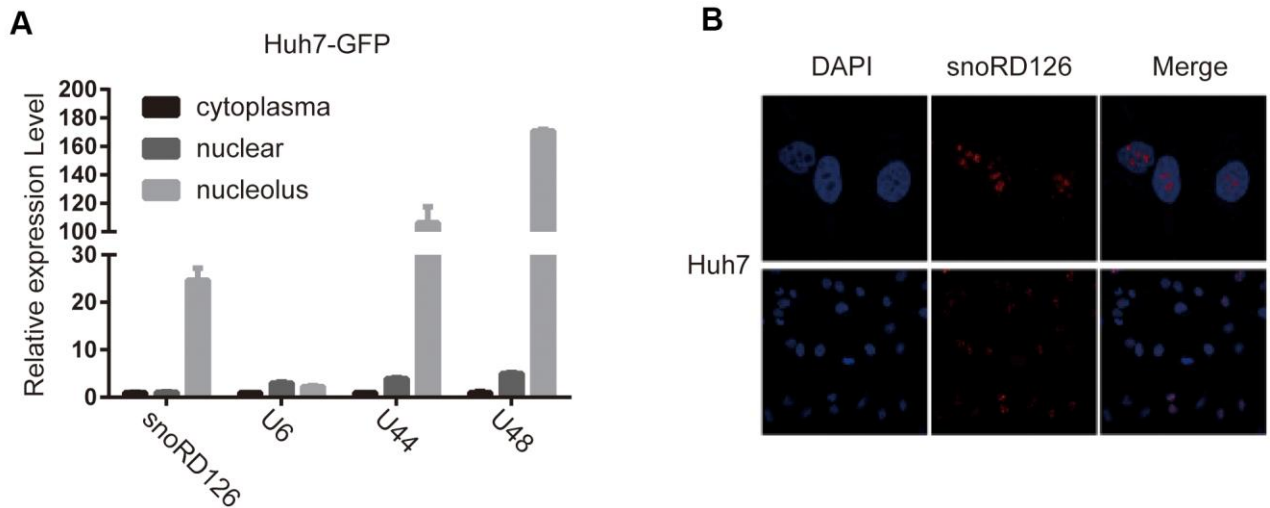 A
Huh7-GFP
Relative expression Level
200
180
160
140
120
100
30
20
10
0
cytoplasma
nuclear
nucleolus
snoRD126
U6
U44
U48
B
DAPI
snoRD126
Merge
Huh7